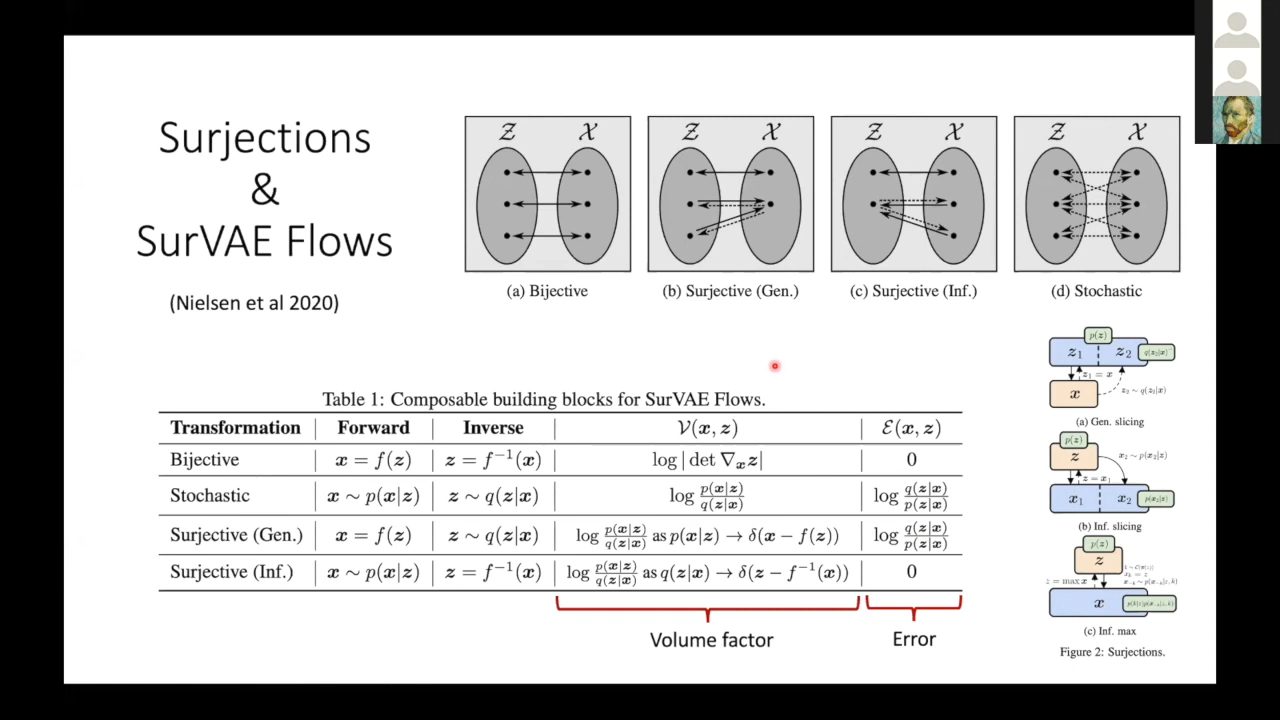 Surjections
&
SurVAE Flows
(Nielsen et al 2020)
𝒵 𝒳
(a) Bijective
𝒵 𝒳
(b) Surjective (Gen.)
𝒵 𝒳
(c) Surjective (Inf.)
𝒵 𝒳
(d) Stochastic
Table 1: Composable building blocks for SurVAE Flows.
Transformation | Forward | Inverse | 𝒱(x, z) | ℰ(x, z)
Bijective | x = f(z) | z = f⁻¹(x) | log | det ∇ₓz| | 0
Stochastic | x ∼ p(x|z) | z ∼ q(z|x) | log p(x|z)/q(z|x) | log q(z|x)/p(z|x)
Surjective (Gen.) | x = f(z) | z ∼ q(z|x) | log p(x|z)/q(z|x) as p(x|z) → δ(x − f(z)) | log q(z|x)/p(z|x)
Surjective (Inf.) | x ∼ p(x|z) | z = f⁻¹(x) | log p(x|z)/q(z|x) as q(z|x) → δ(z − f⁻¹(x)) | 0
Volume factor
Error
p(z)
z₁ z₂ q(z₂|x)
z₁ = x
z₂ ∼ q(z₂|x)
x
(a) Gen. slicing
p(z)
z
x₂ ∼ p(x₂|z)
z = x₁
x₁ x₂ p(x₂|z)
(b) Inf. slicing
p(z)
z
z = max x
x
(c) Inf. max
Figure 2: Surjections.